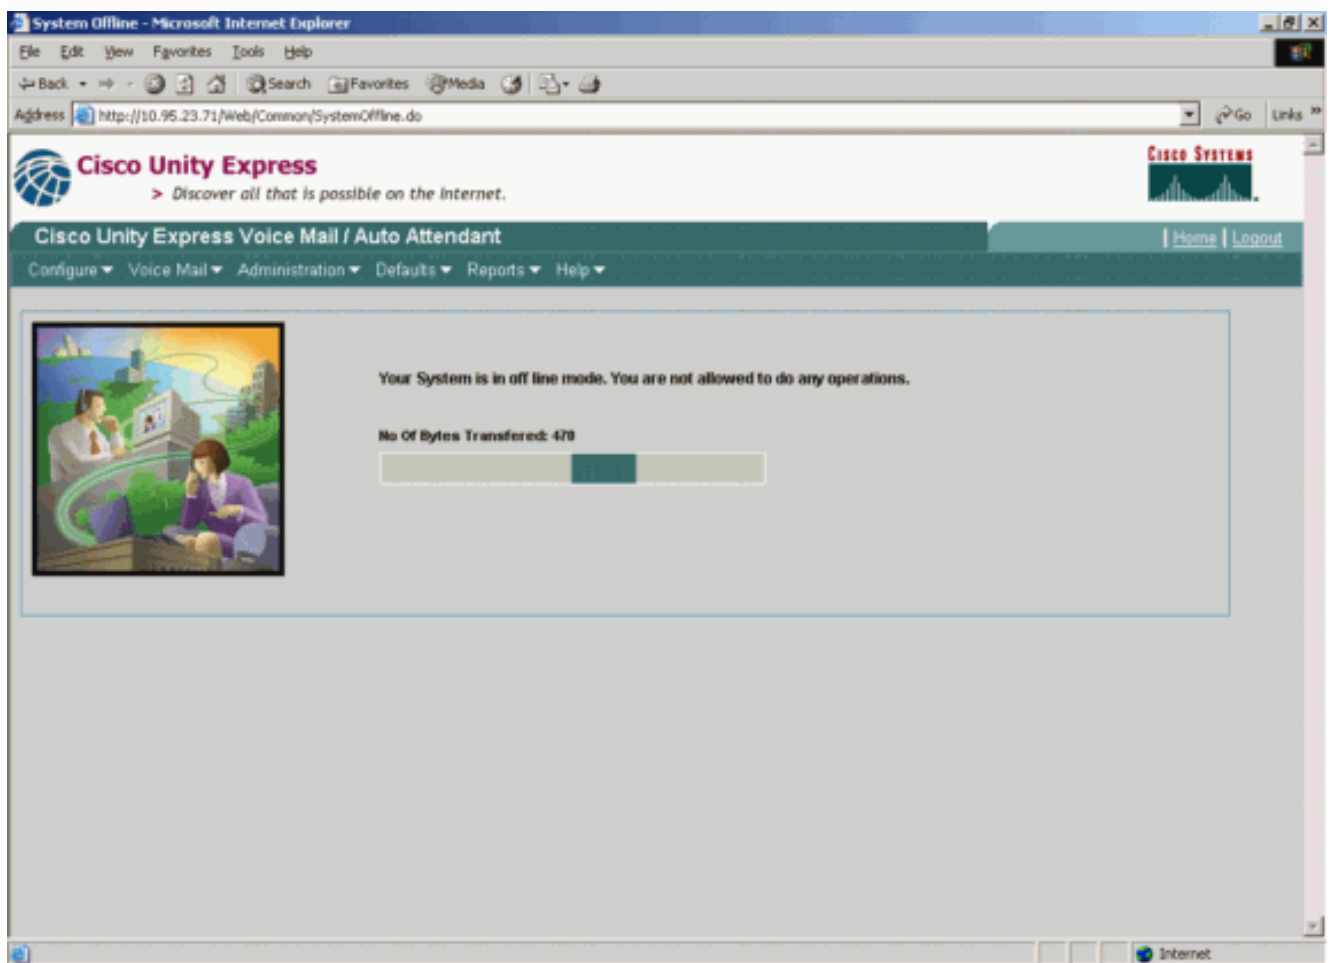 System Offline - Microsoft Internet Explorer
File Edit View Favorites Tools Help
Back Search Favorites Media
Address http://10.95.23.71/Web/Common/SystemOffline.do Go Links »
Cisco Unity Express
> Discover all that is possible on the Internet.
CISCO SYSTEMS
Cisco Unity Express Voice Mail / Auto Attendant
| Home | Logout
Configure Voice Mail Administration Defaults Reports Help
Your System is in off line mode. You are not allowed to do any operations.
No Of Bytes Transfered: 470
Internet